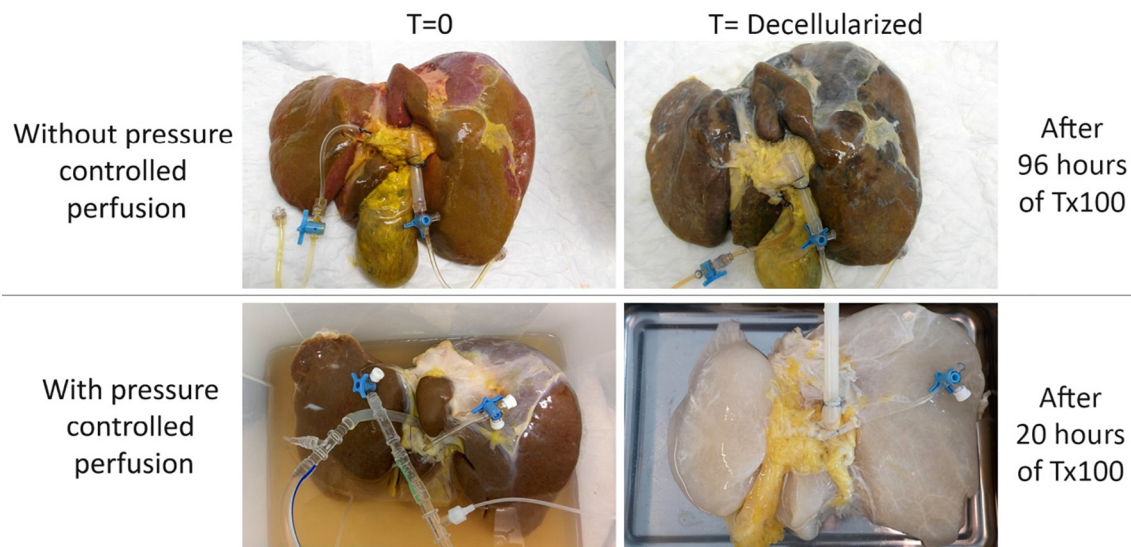 T=0
T= Decellularized
Without pressure
controlled
perfusion
After
96 hours
of Tx100
With pressure
controlled
perfusion
After
20 hours
of Tx100